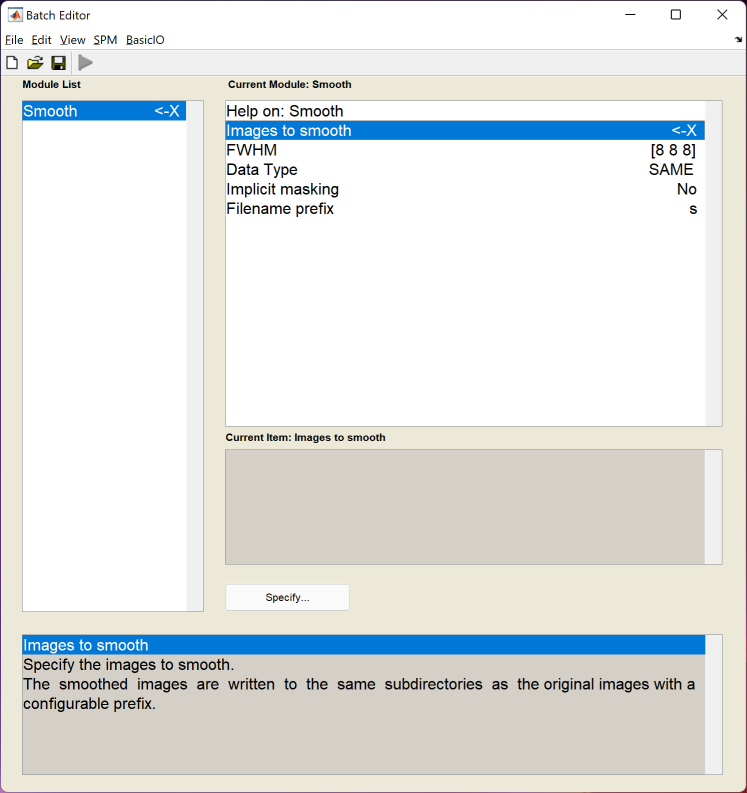 Batch Editor
File Edit View SPM BasicIO
Module List
Smooth <-X
Current Module: Smooth
Help on: Smooth
Images to smooth <-X
FWHM [8 8 8]
Data Type SAME
Implicit masking No
Filename prefix s
Current Item: Images to smooth
Specify...
Images to smooth
Specify the images to smooth.
The smoothed images are written to the same subdirectories as the original images with a
configurable prefix.